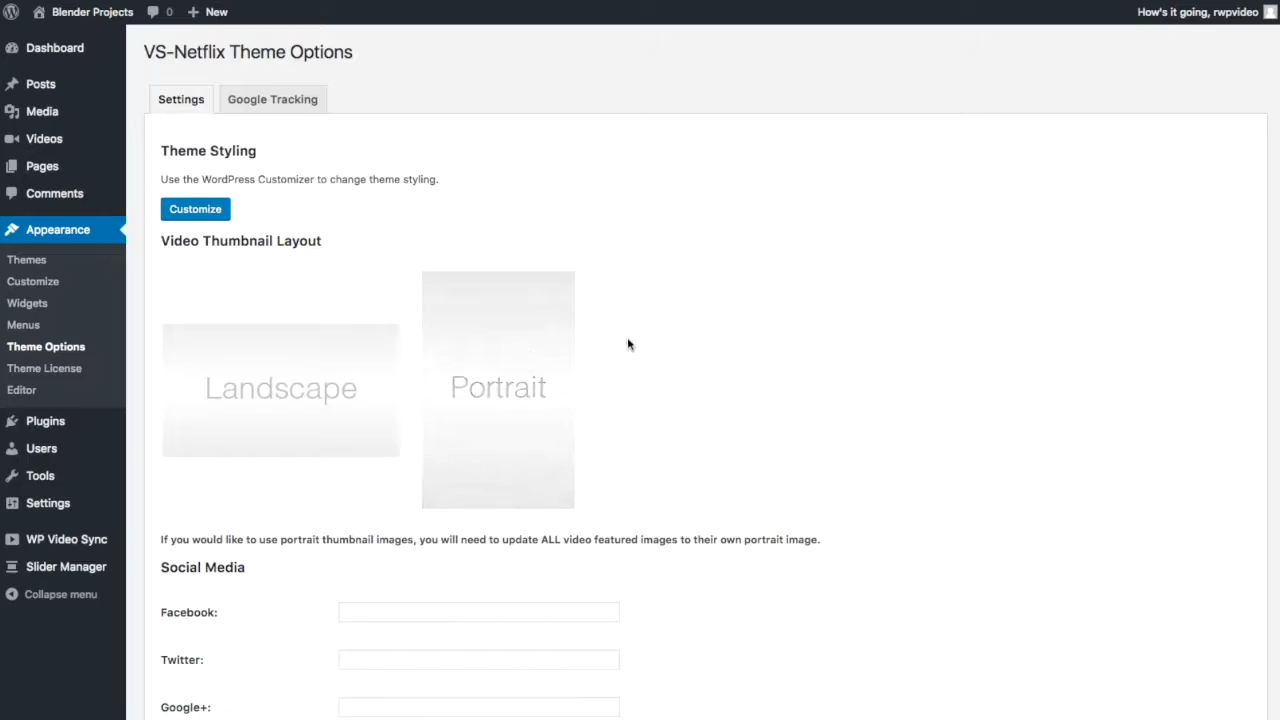 Blender Projects
0
New
How's it going, rwpvideo
Dashboard
Posts
Media
Videos
Pages
Comments
Appearance
Themes
Customize
Widgets
Menus
Theme Options
Theme License
Editor
Plugins
Users
Tools
Settings
WP Video Sync
Slider Manager
Collapse menu
VS-Netflix Theme Options
Settings
Google Tracking
Theme Styling
Use the WordPress Customizer to change theme styling.
Customize
Video Thumbnail Layout
Landscape
Portrait
If you would like to use portrait thumbnail images, you will need to update ALL video featured images to their own portrait image.
Social Media
Facebook:
Twitter:
Google+: